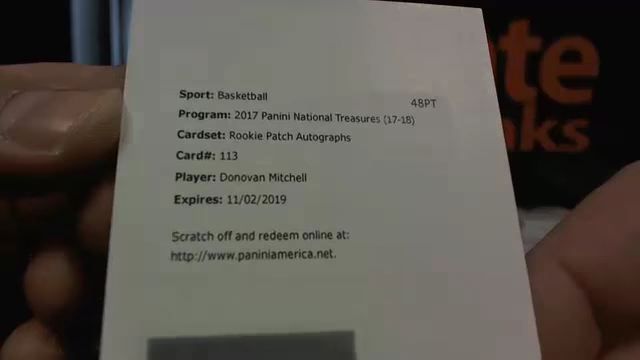 Sport: Basketball
48PT
Program: 2017 Panini National Treasures (17-18)
Cardset: Rookie Patch Autographs
Card#: 113
Player: Donovan Mitchell
Expires: 11/02/2019
Scratch off and redeem online at:
http://www.paniniamerica.net.